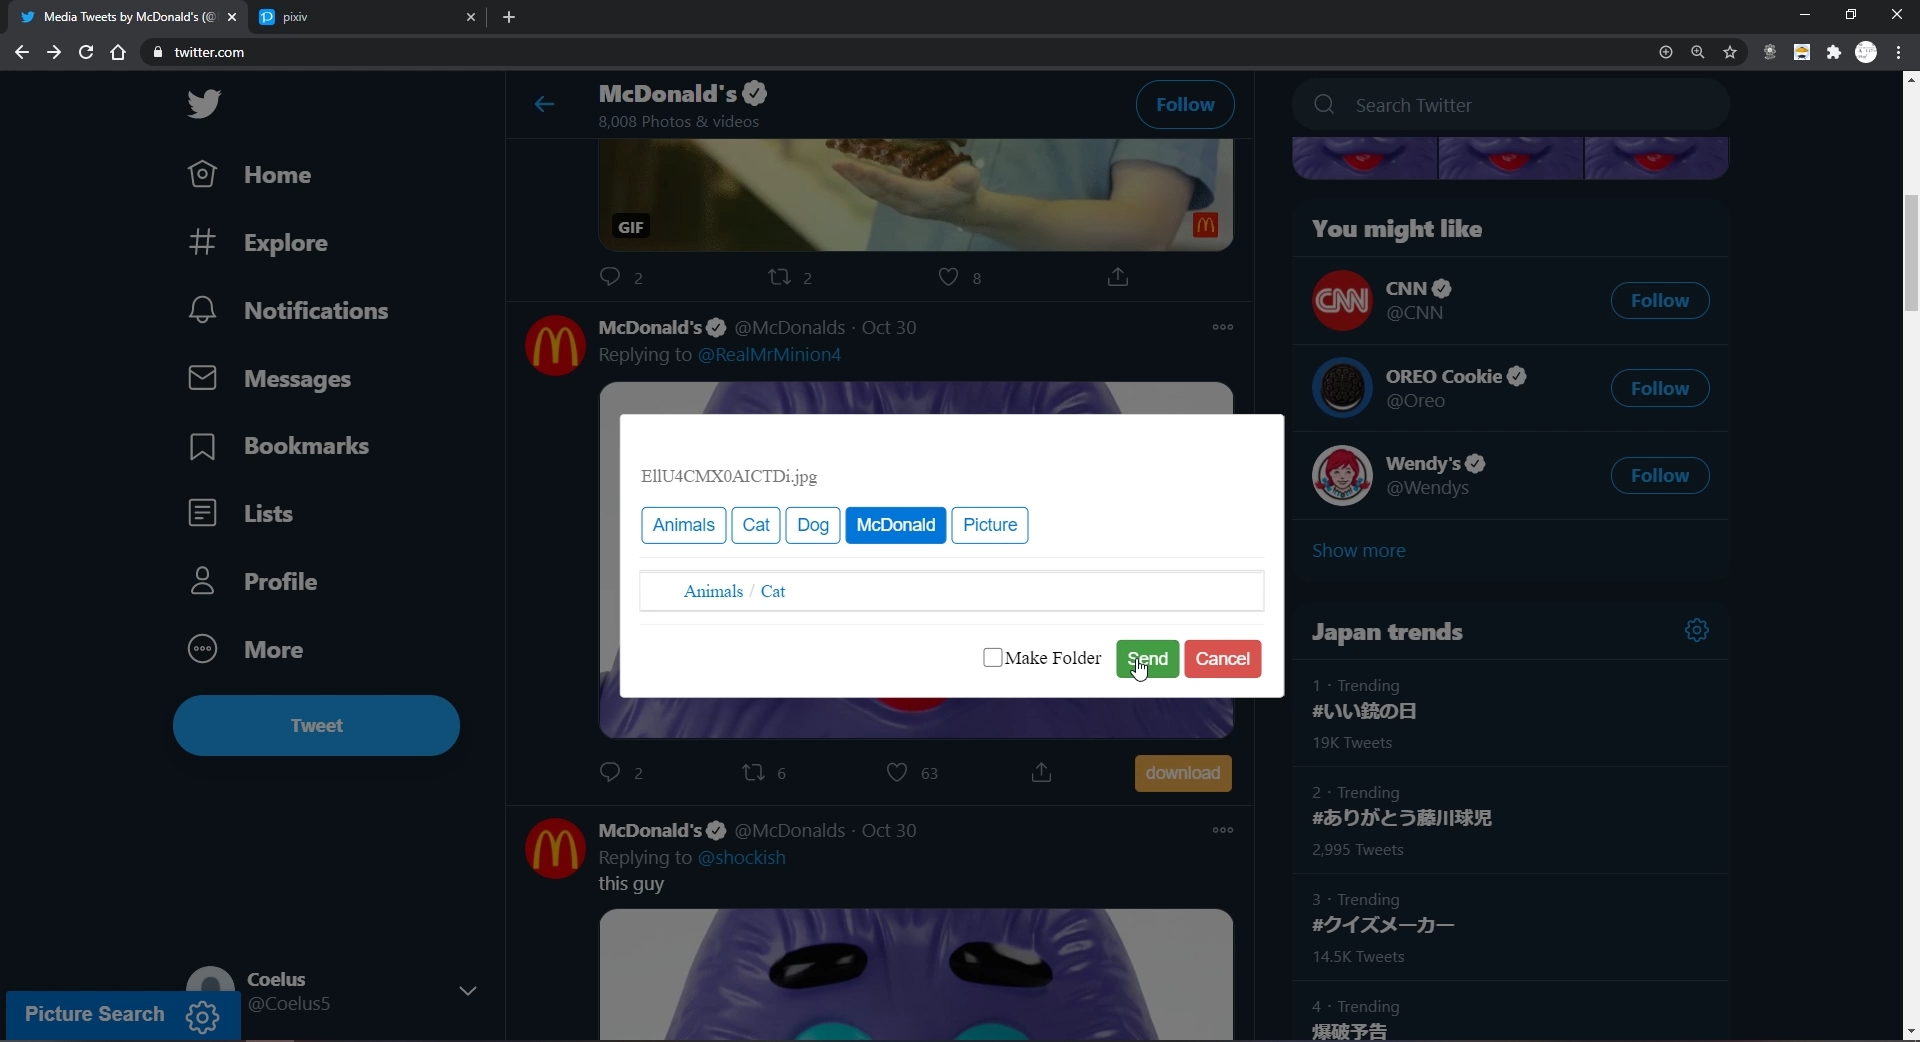 Media Tweets by McDonald's (@
pixiv
twitter.com
Home
Explore
Notifications
Messages
Bookmarks
Lists
Profile
More
Tweet
Coelus
@Coelus5
Picture Search
McDonald's
8,008 Photos & videos
Follow
GIF
2
2
8
McDonald's @McDonalds · Oct 30
Replying to @RealMrMinion4
EllU4CMX0AICTDi.jpg
Animals
Cat
Dog
McDonald
Picture
Animals / Cat
Make Folder
Send
Cancel
2
6
63
download
McDonald's @McDonalds · Oct 30
Replying to @shockish
this guy
Search Twitter
You might like
CNN
CNN
@CNN
Follow
OREO Cookie
@Oreo
Follow
Wendy's
@Wendys
Follow
Show more
Japan trends
1 · Trending
#いい銃の日
19K Tweets
2 · Trending
#ありがとう藤川球児
2,995 Tweets
3 · Trending
#クイズメーカー
14.5K Tweets
4 · Trending
爆破予告